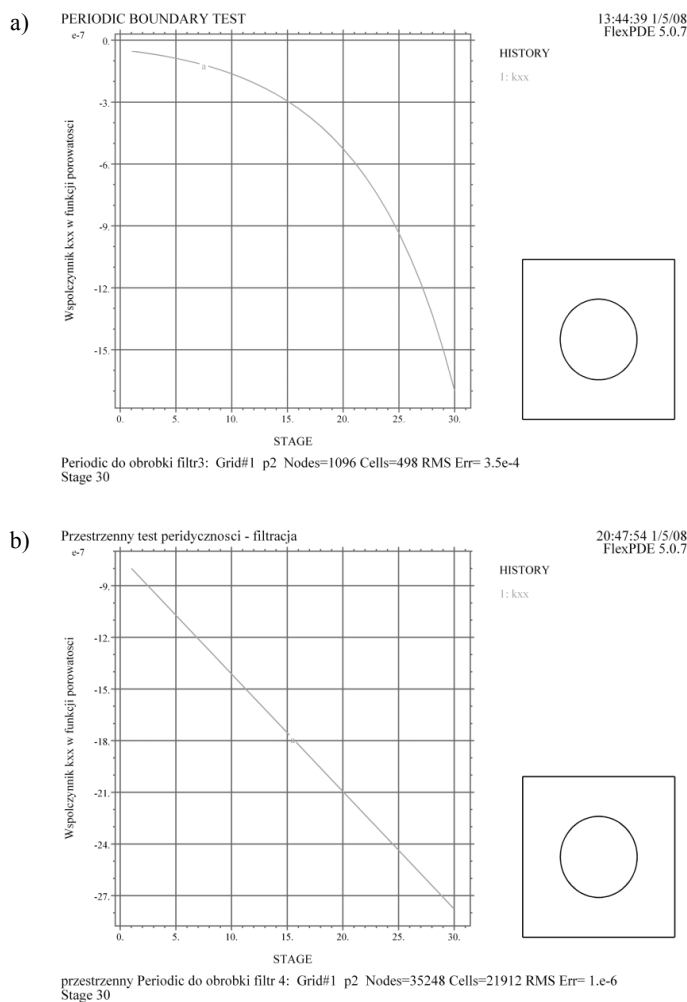 a)
PERIODIC BOUNDARY TEST
13:44:39 1/5/08
FlexPDE 5.0.7
e-7
HISTORY
1: kxx
0.
-3.
-6.
-9.
-12.
-15.
a
Wspolczynnik kxx w funkcji porowatosci
0. 5. 10. 15. 20. 25. 30.
STAGE
Periodic do obrobki filtr3: Grid#1 p2 Nodes=1096 Cells=498 RMS Err= 3.5e-4
Stage 30
b)
Przestrzenny test peridycznosci - filtracja
20:47:54 1/5/08
FlexPDE 5.0.7
e-7
HISTORY
1: kxx
-9.
-12.
-15.
-18.
-21.
-24.
-27.
a
Wspolczynnik kxx w funkcji porowatosci
0. 5. 10. 15. 20. 25. 30.
STAGE
przestrzenny Periodic do obrobki filtr 4: Grid#1 p2 Nodes=35248 Cells=21912 RMS Err= 1.e-6
Stage 30